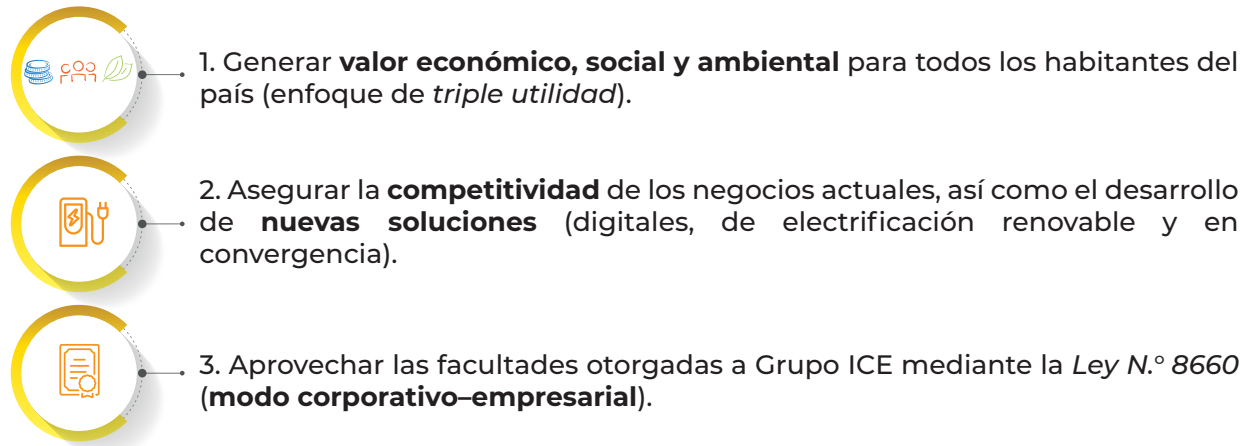 1. Generar valor económico, social y ambiental para todos los habitantes del
país (enfoque de triple utilidad).
2. Asegurar la competitividad de los negocios actuales, así como el desarrollo
de nuevas soluciones (digitales, de electrificación renovable y en
convergencia).
3. Aprovechar las facultades otorgadas a Grupo ICE mediante la Ley N.° 8660
(modo corporativo–empresarial).